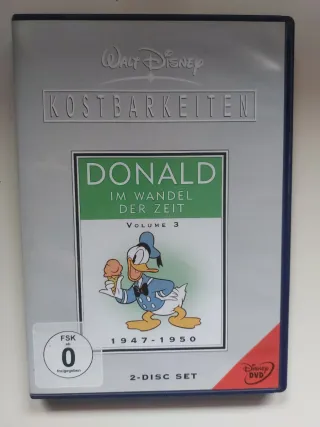 Walt Disney
KOSTBARKEITEN
DONALD
IM WANDEL
DER ZEIT
VOLUME 3
1947-1950
FSK
ab
0
freigegeben
2-DISC SET
Disney
DVD